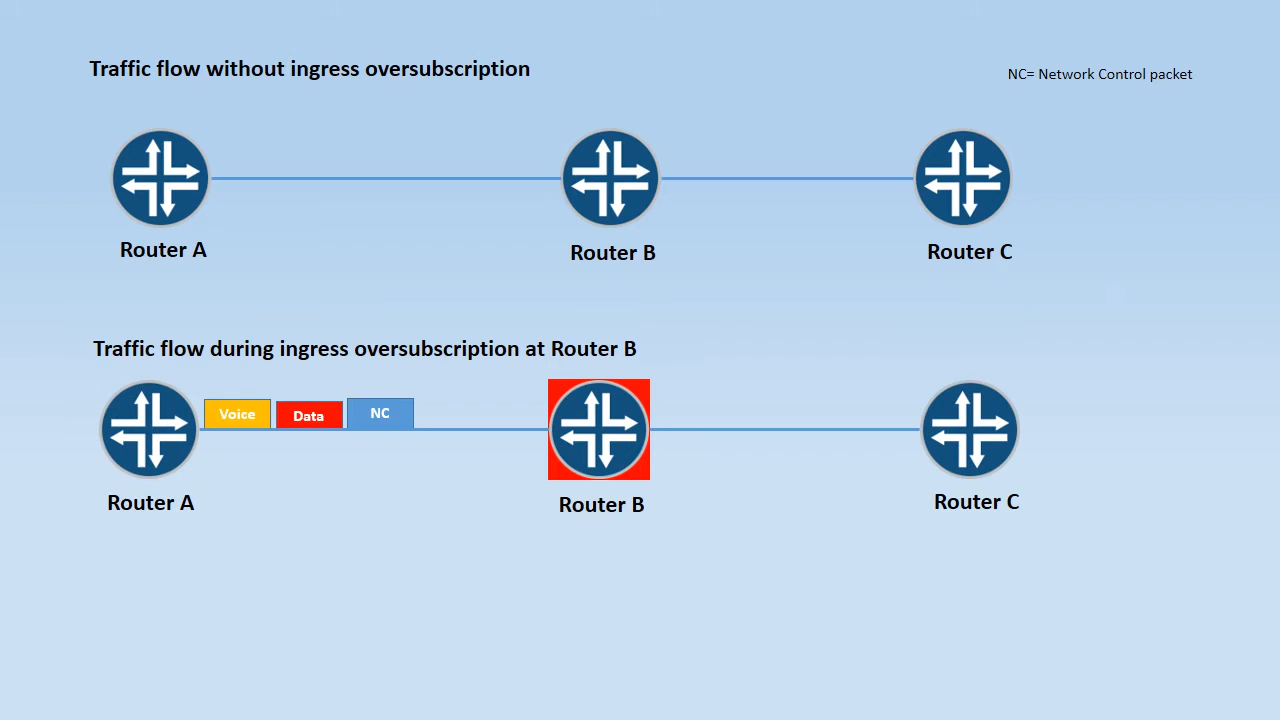 Traffic flow without ingress oversubscription
NC= Network Control packet
Router A
Router B
Router C
Traffic flow during ingress oversubscription at Router B
Voice
Data
NC
Router A
Router B
Router C